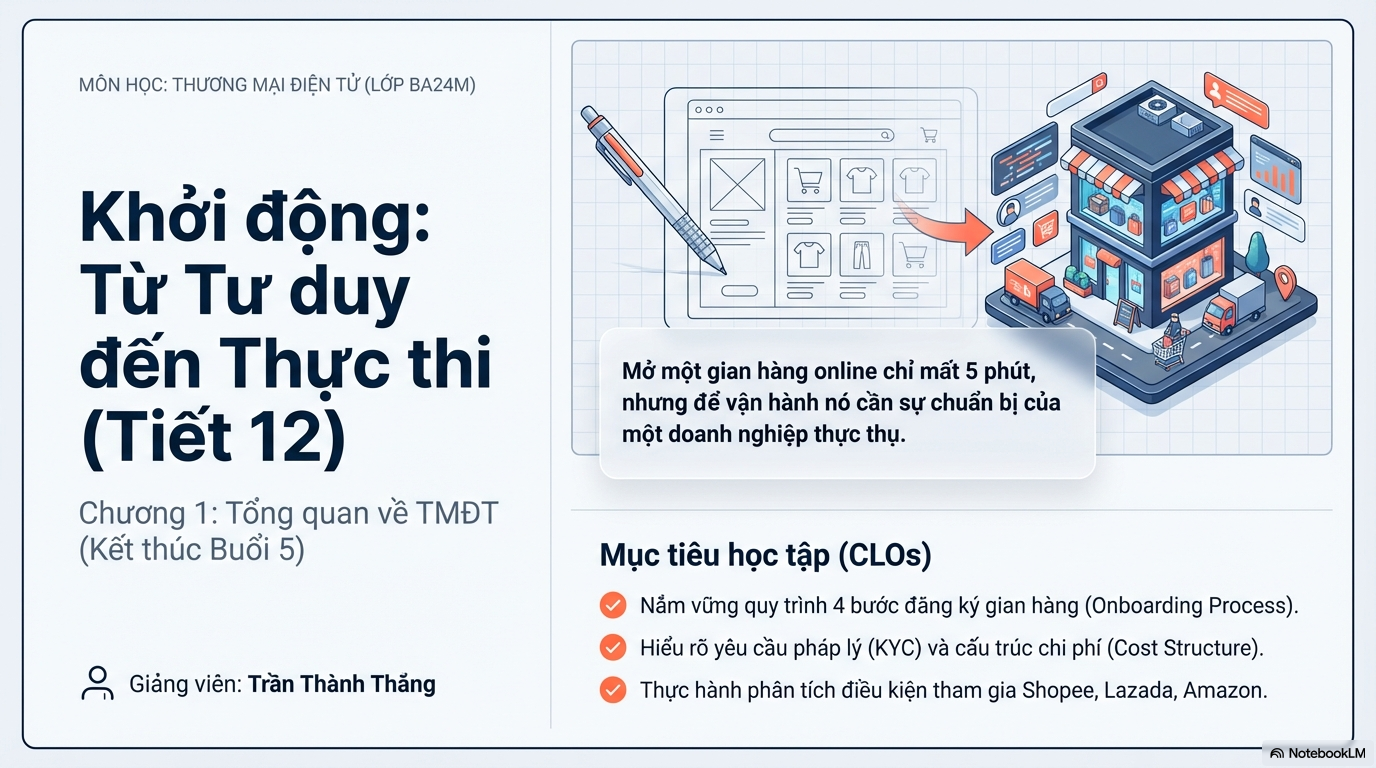 MÔN HỌC: THƯƠNG MẠI ĐIỆN TỬ (LỚP BA24M)
Khởi động:
Từ Tư duy
đến Thực thi
(Tiết 12)
Chương 1: Tổng quan về TMĐT
(Kết thúc Buổi 5)
Giảng viên: Trần Thành Thắng
Mở một gian hàng online chỉ mất 5 phút,
nhưng để vận hành nó cần sự chuẩn bị của
một doanh nghiệp thực thụ.
Mục tiêu học tập (CLOs)
Nắm vững quy trình 4 bước đăng ký gian hàng (Onboarding Process).
Hiểu rõ yêu cầu pháp lý (KYC) và cấu trúc chi phí (Cost Structure).
Thực hành phân tích điều kiện tham gia Shopee, Lazada, Amazon.
NotebookLM